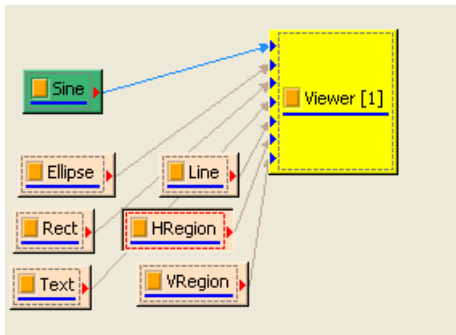 Sine
Viewer [1]
Ellipse
Line
Rect
HRegion
Text
VRegion